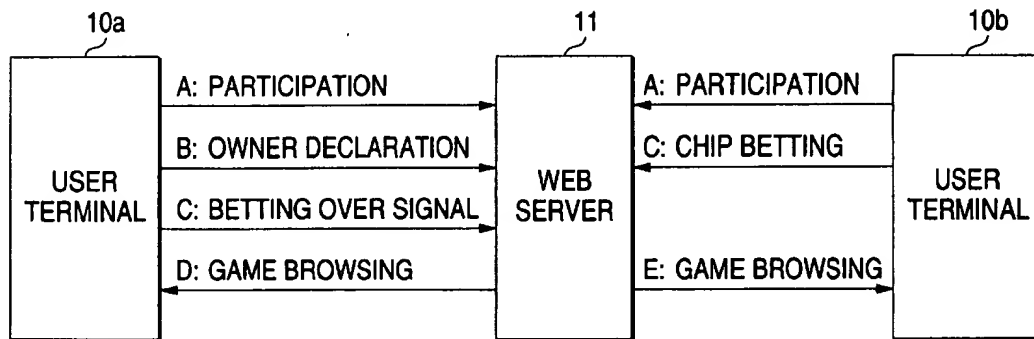 10a
11
10b
A: PARTICIPATION
A: PARTICIPATION
B: OWNER DECLARATION
C: CHIP BETTING
USER
TERMINAL
WEB
SERVER
USER
TERMINAL
C: BETTING OVER SIGNAL
D: GAME BROWSING
E: GAME BROWSING